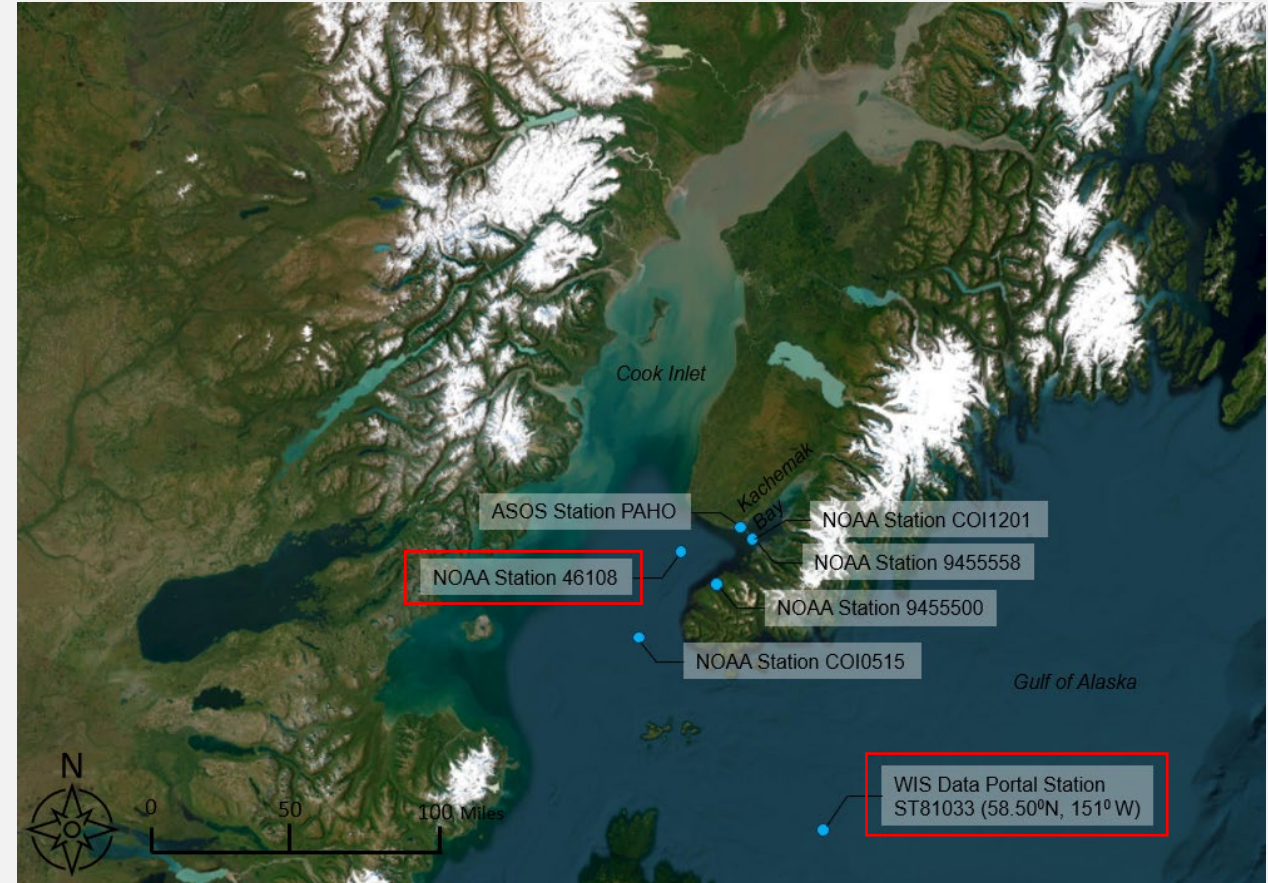 Cook Inlet
Kachemak
Bay
ASOS Station PAHO
NOAA Station COI1201
NOAA Station 46108
NOAA Station 9455558
NOAA Station 9455500
NOAA Station COI0515
Gulf of Alaska
N
0 50 100 Miles
WIS Data Portal Station
ST81033 (58.50⁰N, 151⁰ W)